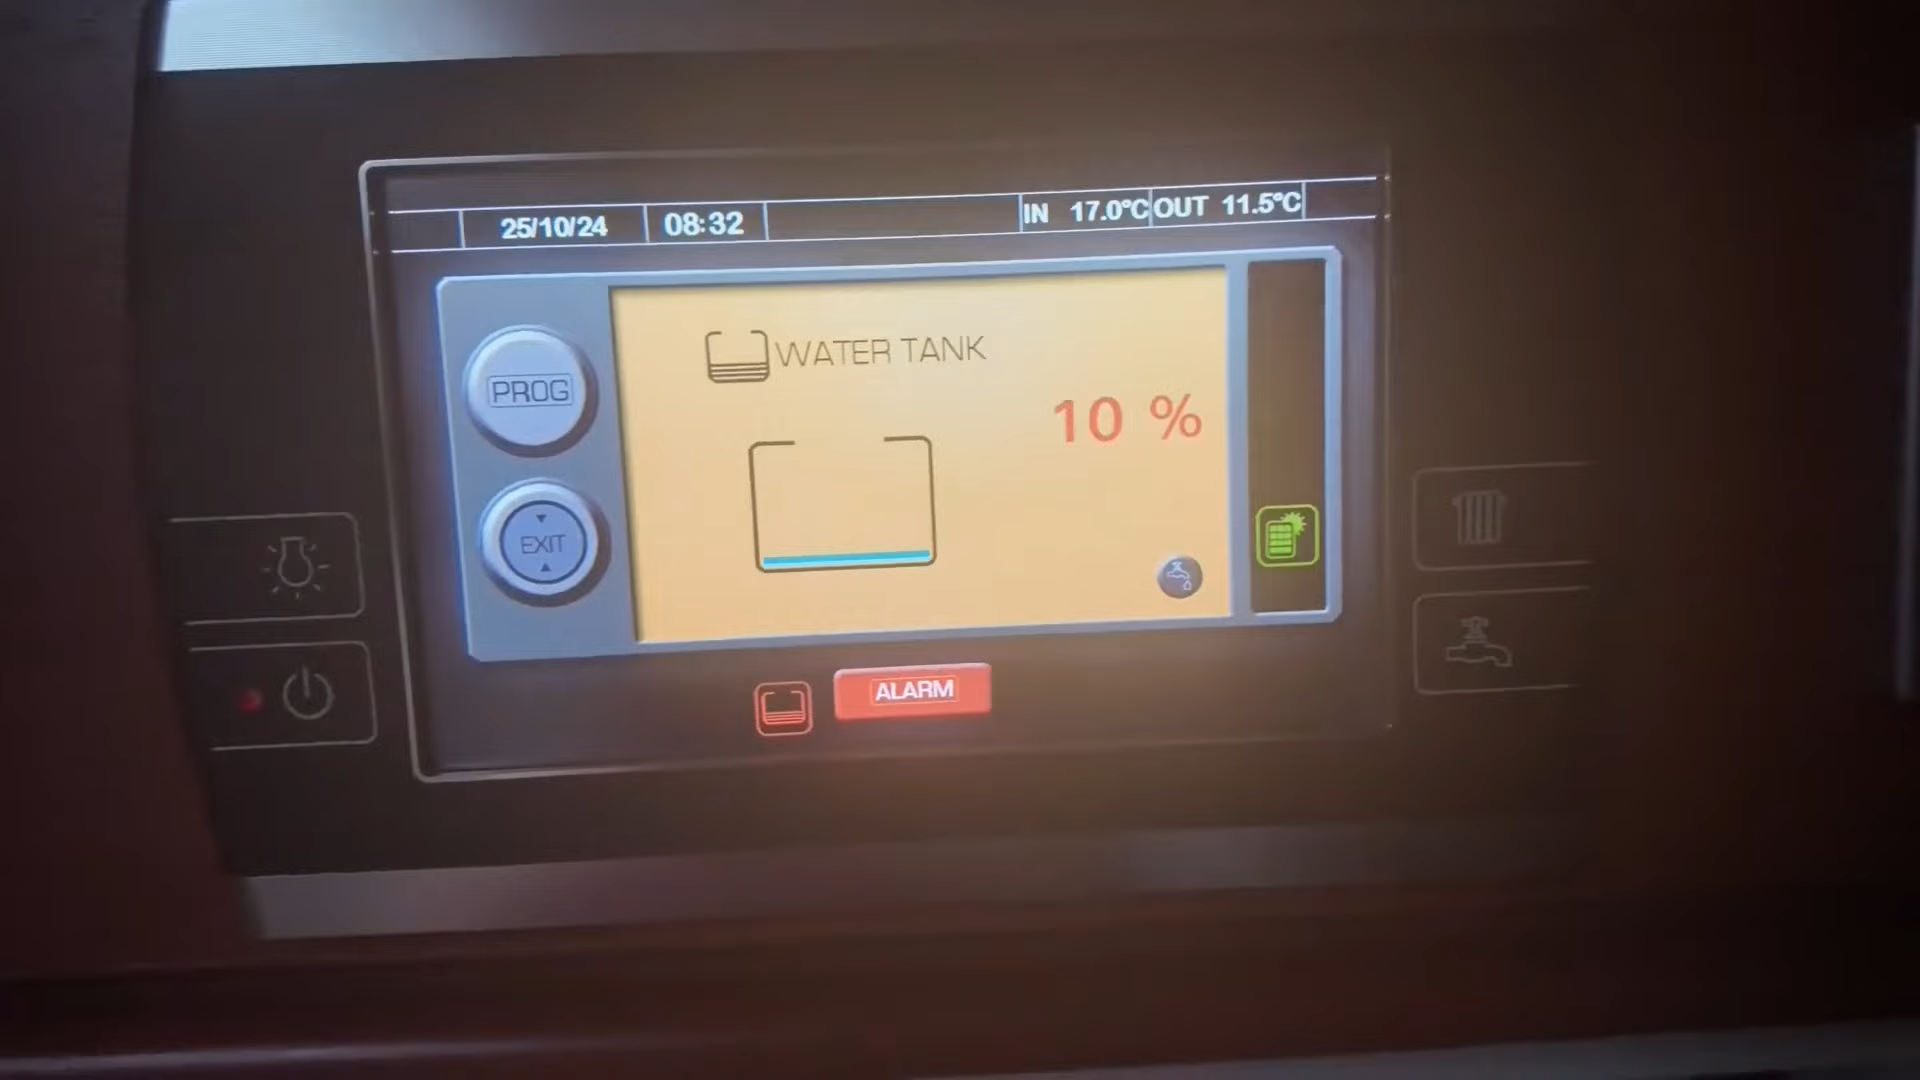 25/10/24 08:32 IN 17.0°C OUT 11.5°C
WATER TANK
PROG
10 %
EXIT
ALARM